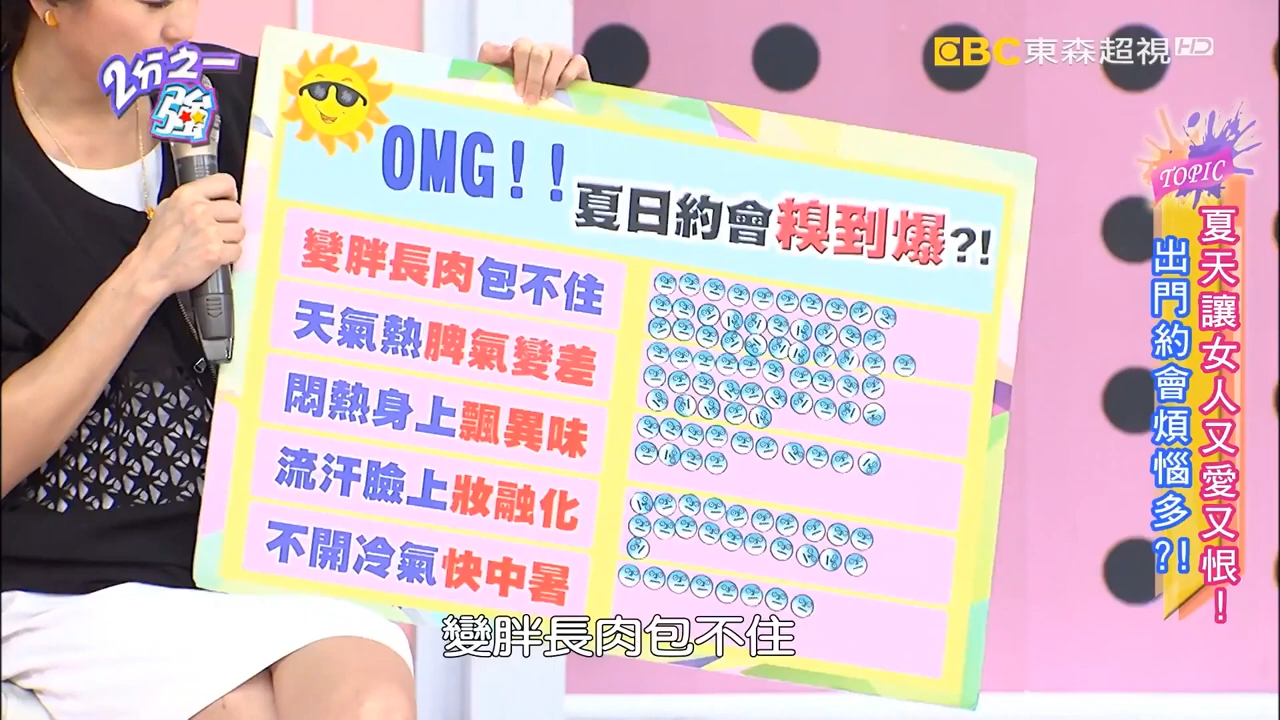 2分之一強
EBC東森超視HD
OMG!!夏日約會糗到爆?!
變胖長肉包不住
天氣熱脾氣變差
悶熱身上飄異味
流汗臉上妝融化
不開冷氣快中暑
TOPIC
夏天讓女人又愛又恨!
出門約會煩惱多?!
變胖長肉包不住